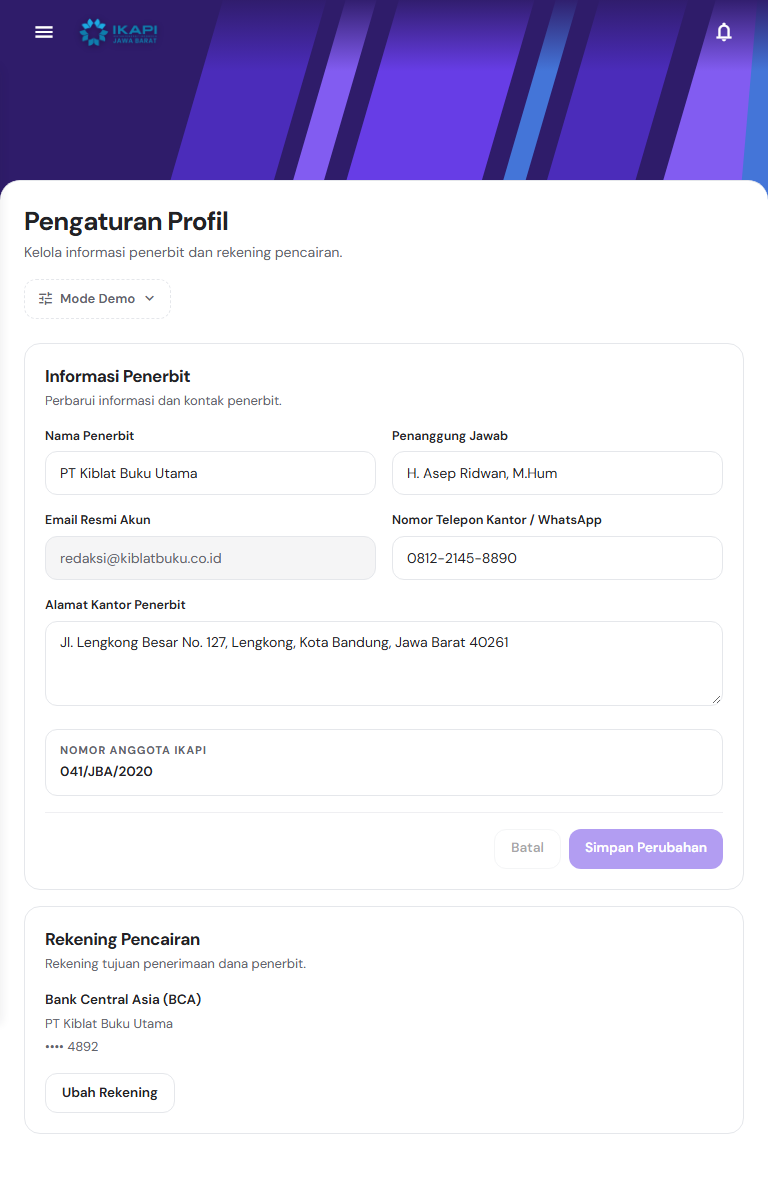 IKAPI
JAWA BARAT
Pengaturan Profil
Kelola informasi penerbit dan rekening pencairan.
Mode Demo
Informasi Penerbit
Perbarui informasi dan kontak penerbit.
Nama Penerbit
PT Kiblat Buku Utama
Penanggung Jawab
H. Asep Ridwan, M.Hum
Email Resmi Akun
redaksi@kiblatbuku.co.id
Nomor Telepon Kantor / WhatsApp
0812-2145-8890
Alamat Kantor Penerbit
Jl. Lengkong Besar No. 127, Lengkong, Kota Bandung, Jawa Barat 40261
NOMOR ANGGOTA IKAPI
041/JBA/2020
Batal
Simpan Perubahan
Rekening Pencairan
Rekening tujuan penerimaan dana penerbit.
Bank Central Asia (BCA)
PT Kiblat Buku Utama
•••• 4892
Ubah Rekening